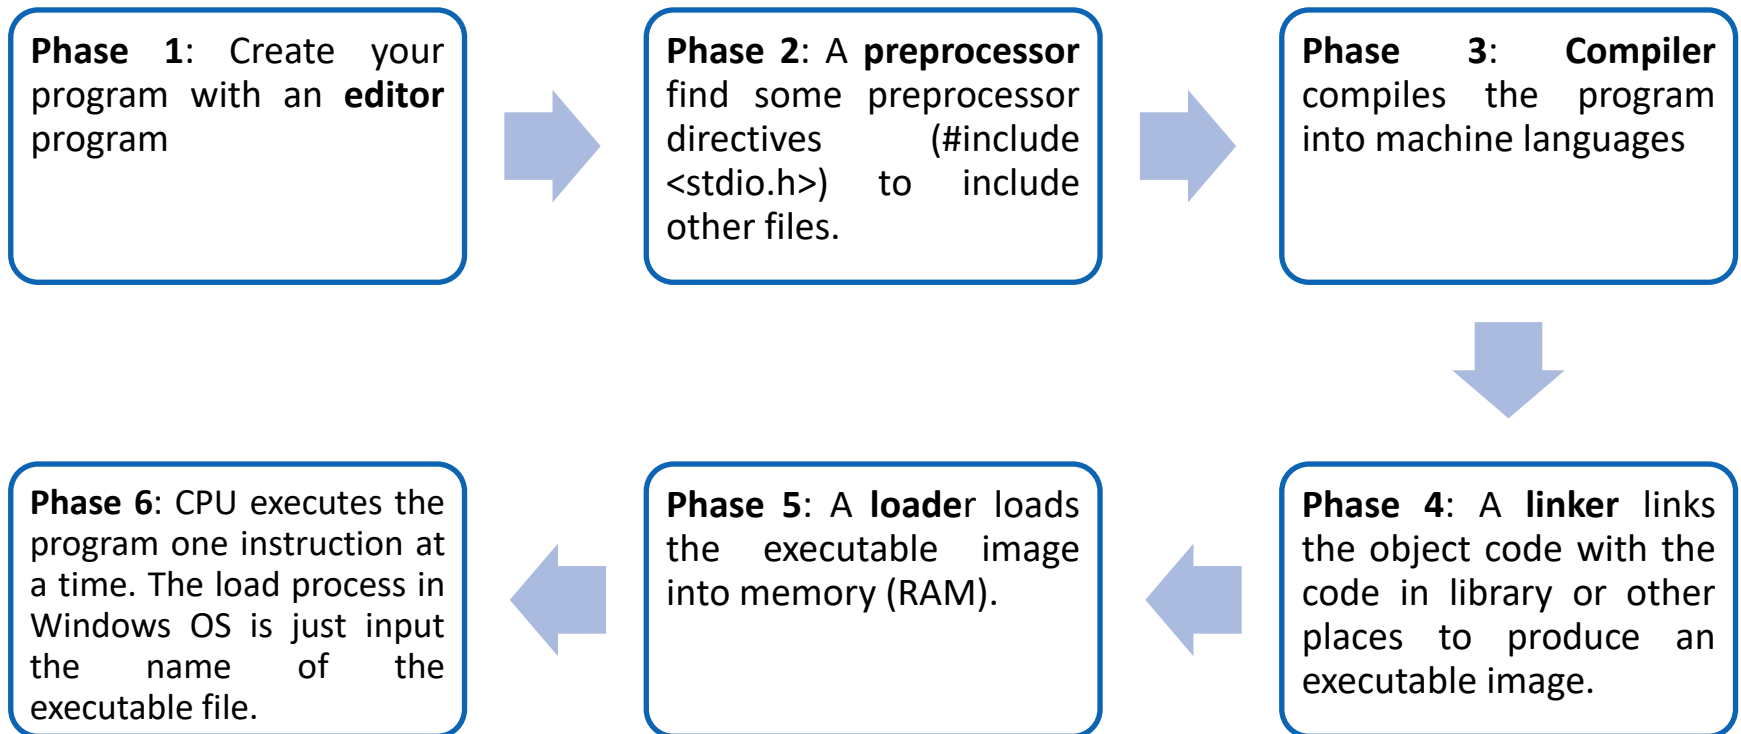 Phase 1: Create your
program with an editor
program
Phase 2: A preprocessor
find some preprocessor
directives (#include
<stdio.h>) to include
other files.
Phase 3: Compiler
compiles the program
into machine languages
Phase 4: A linker links
the object code with the
code in library or other
places to produce an
executable image.
Phase 5: A loader loads
the executable image
into memory (RAM).
Phase 6: CPU executes the
program one instruction at
a time. The load process in
Windows OS is just input
the name of the
executable file.